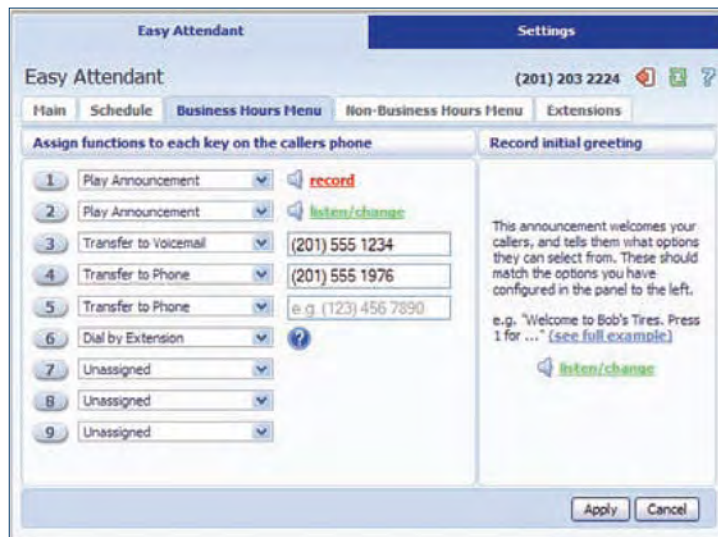 Easy Attendant
Settings
Easy Attendant
(201) 203 2224
Main
Schedule
Business Hours Menu
Non-Business Hours Menu
Extensions
Assign functions to each key on the callers phone
Record initial greeting
1 Play Announcement record
2 Play Announcement listen/change
3 Transfer to Voicemail (201) 555 1234
4 Transfer to Phone (201) 555 1976
5 Transfer to Phone e.g. (123) 456 7890
6 Dial by Extension ?
7 Unassigned
8 Unassigned
9 Unassigned
This announcement welcomes your
callers, and tells them what options
they can select from. These should
match the options you have
configured in the panel to the left.
e.g. "Welcome to Bob's Tires. Press
1 for ..." (see full example)
listen/change
Apply
Cancel